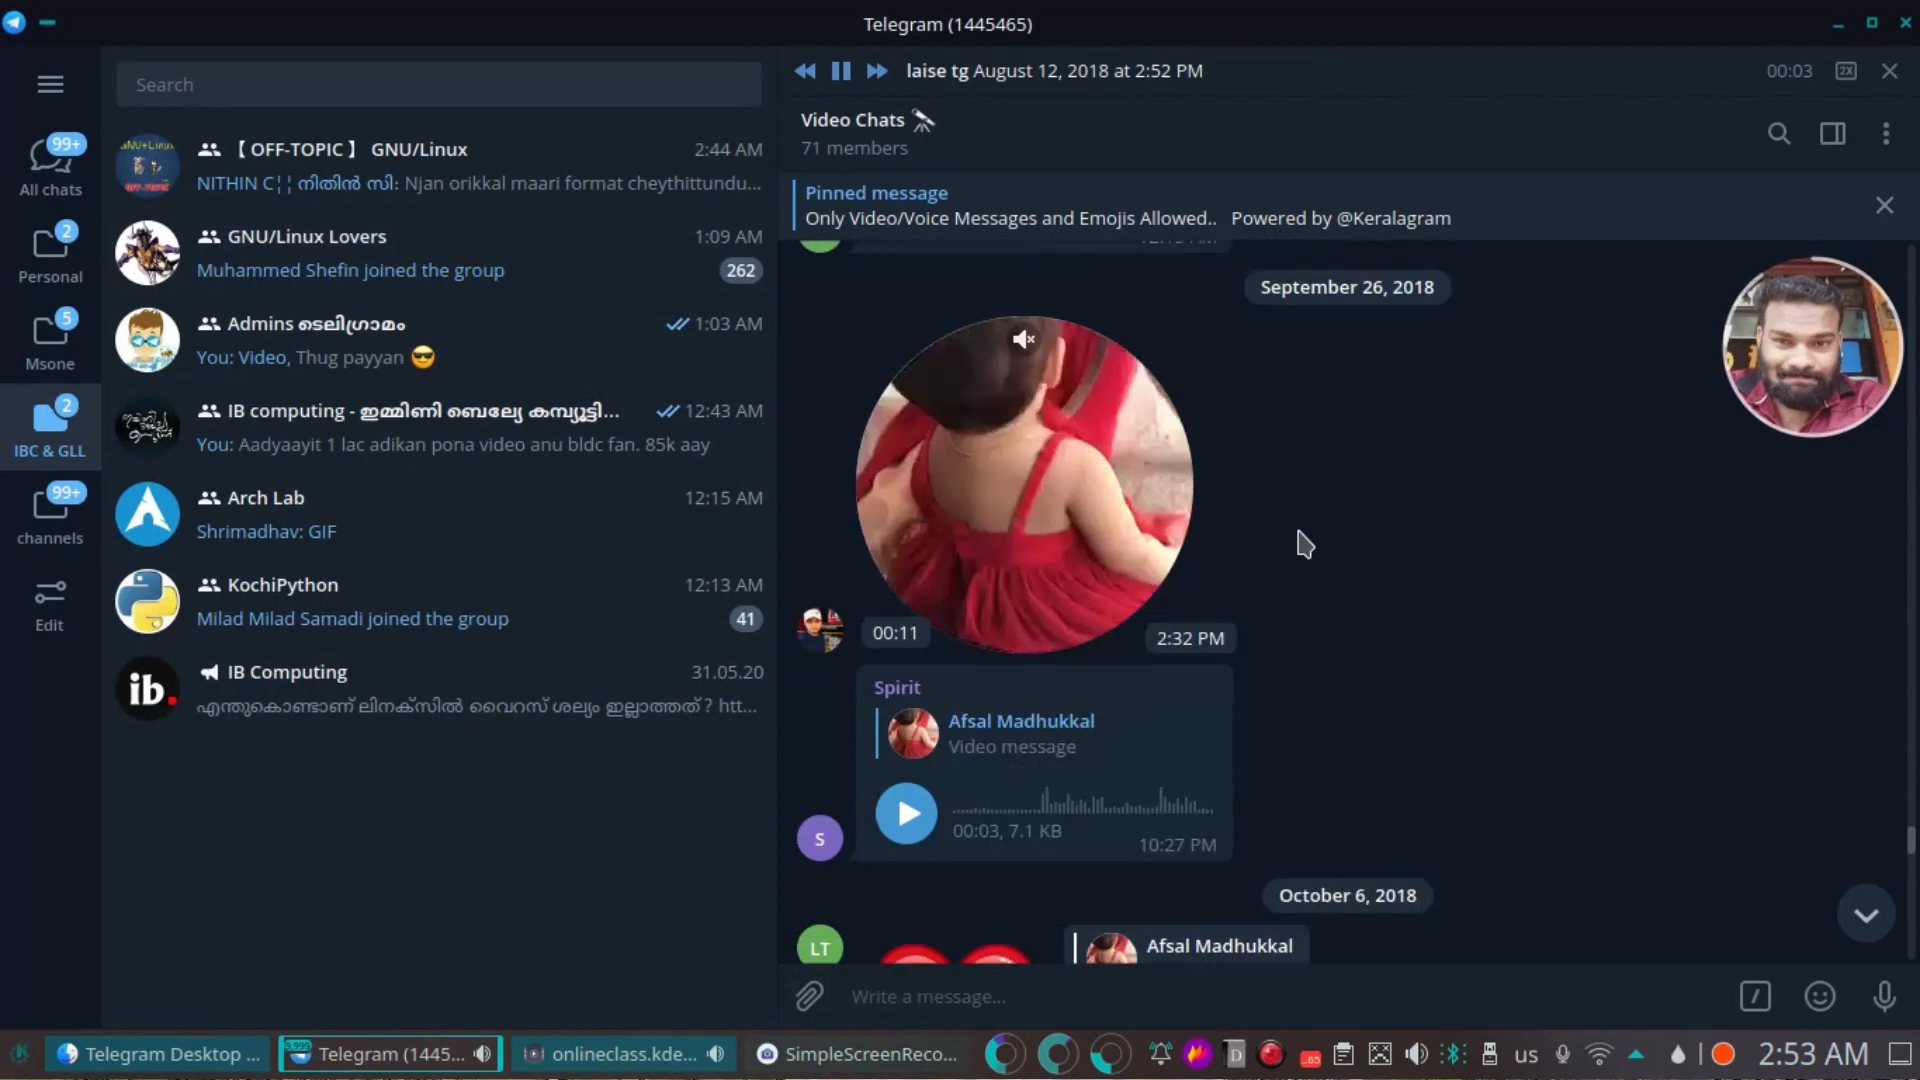 Telegram (1445465)
Search
99+
All chats
2
Personal
5
Msone
2
IBC & GLL
99+
channels
Edit
【 OFF-TOPIC 】 GNU/Linux 2:44 AM
NITHIN C¦¦ നിതിൻ സി: Njan orikkal maari format cheythittundu...
GNU/Linux Lovers 1:09 AM
Muhammed Shefin joined the group 262
Admins ടെലിഗ്രാമം 1:03 AM
You: Video, Thug payyan 😎
IB computing - ഇമ്മിണി ബെല്യേ കമ്പ്യൂട്ടി... 12:43 AM
You: Aadyaayit 1 lac adikan pona video anu bldc fan. 85k aay
Arch Lab 12:15 AM
Shrimadhav: GIF
KochiPython 12:13 AM
Milad Milad Samadi joined the group 41
ib.
IB Computing 31.05.20
എന്തുകൊണ്ടാണ് ലിനക്സിൽ വൈറസ് ശല്യം ഇല്ലാത്തത് ? htt...
laise tg August 12, 2018 at 2:52 PM 00:03 2X
Video Chats 🔭
71 members
Pinned message
Only Video/Voice Messages and Emojis Allowed.. Powered by @Keralagram
September 26, 2018
00:11 2:32 PM
Spirit
Afsal Madhukkal
Video message
00:03, 7.1 KB
10:27 PM
S
October 6, 2018
LT
Afsal Madhukkal
Write a message...
Telegram Desktop ... Telegram (1445... onlineclass.kde... SimpleScreenReco... us 2:53 AM